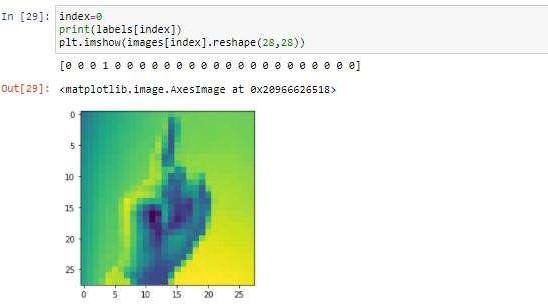 In [29]: index=0
print(labels[index])
plt.imshow(images[index].reshape(28,28))
[0 0 0 1 0 0 0 0 0 0 0 0 0 0 0 0 0 0 0 0 0 0 0 0]
Out[29]: <matplotlib.image.AxesImage at 0x20966626518>
0
5
10
15
20
25
0 5 10 15 20 25